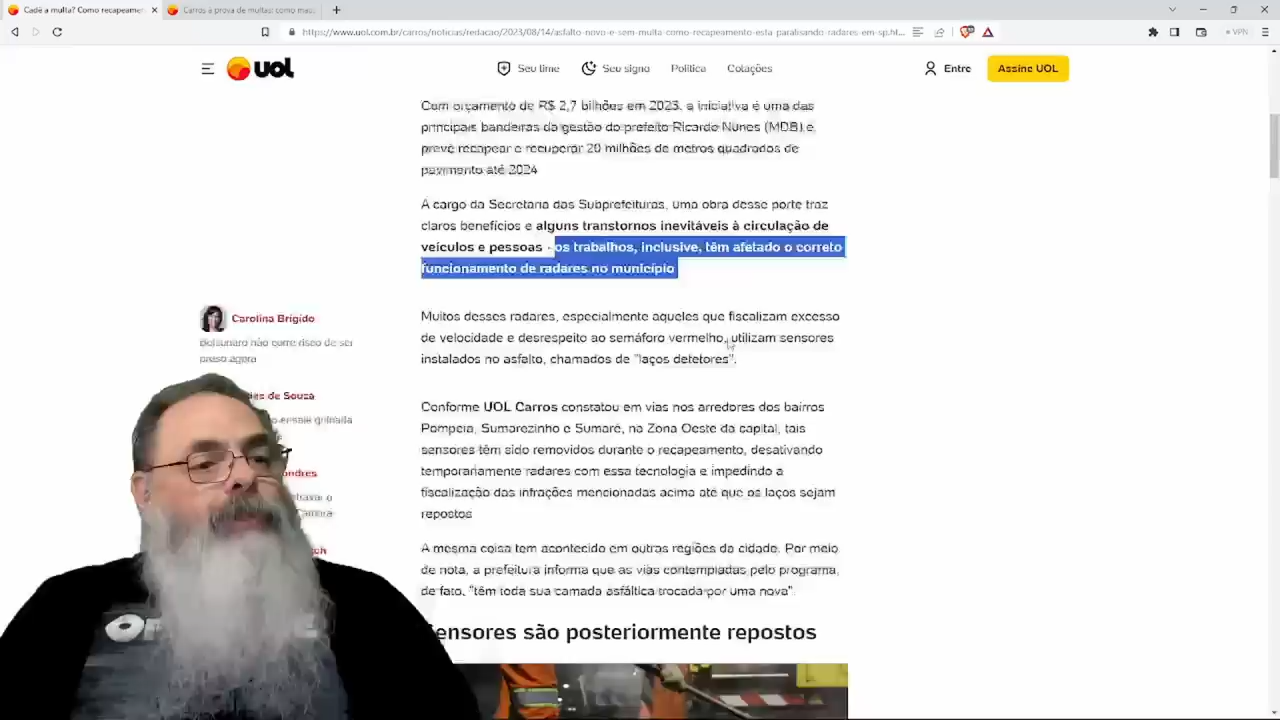 Cadê a multa? Como recapeamen
Carros à prova de multas: como mas
https://www.uol.com.br/carros/noticias/redacao/2023/08/14/asfalto-novo-e-sem-multa-como-recapeamento-esta-paralisando-radares-em-sp.ht...
VPN
UOL
Seu time
Seu signo
Política
Cotações
Entre
Assine UOL
Com orçamento de R$ 2,7 bilhões em 2023, a iniciativa é uma das
principais bandeiras da gestão do prefeito Ricardo Nunes (MDB) e
prevê recapear e recuperar 20 milhões de metros quadrados de
pavimento até 2024
A cargo da Secretaria das Subprefeituras, uma obra desse porte traz
claros benefícios e alguns transtornos inevitáveis à circulação de
veículos e pessoas - os trabalhos, inclusive, têm afetado o correto
funcionamento de radares no município
Muitos desses radares, especialmente aqueles que fiscalizam excesso
de velocidade e desrespeito ao semáforo vermelho, utilizam sensores
instalados no asfalto, chamados de "laços detetores".
Conforme UOL Carros constatou em vias nos arredores dos bairros
Pompeia, Sumarezinho e Sumaré, na Zona Oeste da capital, tais
sensores têm sido removidos durante o recapeamento, desativando
temporariamente radares com essa tecnologia e impedindo a
fiscalização das infrações mencionadas acima até que os laços sejam
repostos
A mesma coisa tem acontecido em outras regiões da cidade. Por meio
de nota, a prefeitura informa que as vias contempladas pelo programa,
de fato, "têm toda sua camada asfáltica trocada por uma nova".
Sensores são posteriormente repostos
Carolina Brígido
Bolsonaro não corre risco de ser
preso agora
de Souza
ondres
Câmara